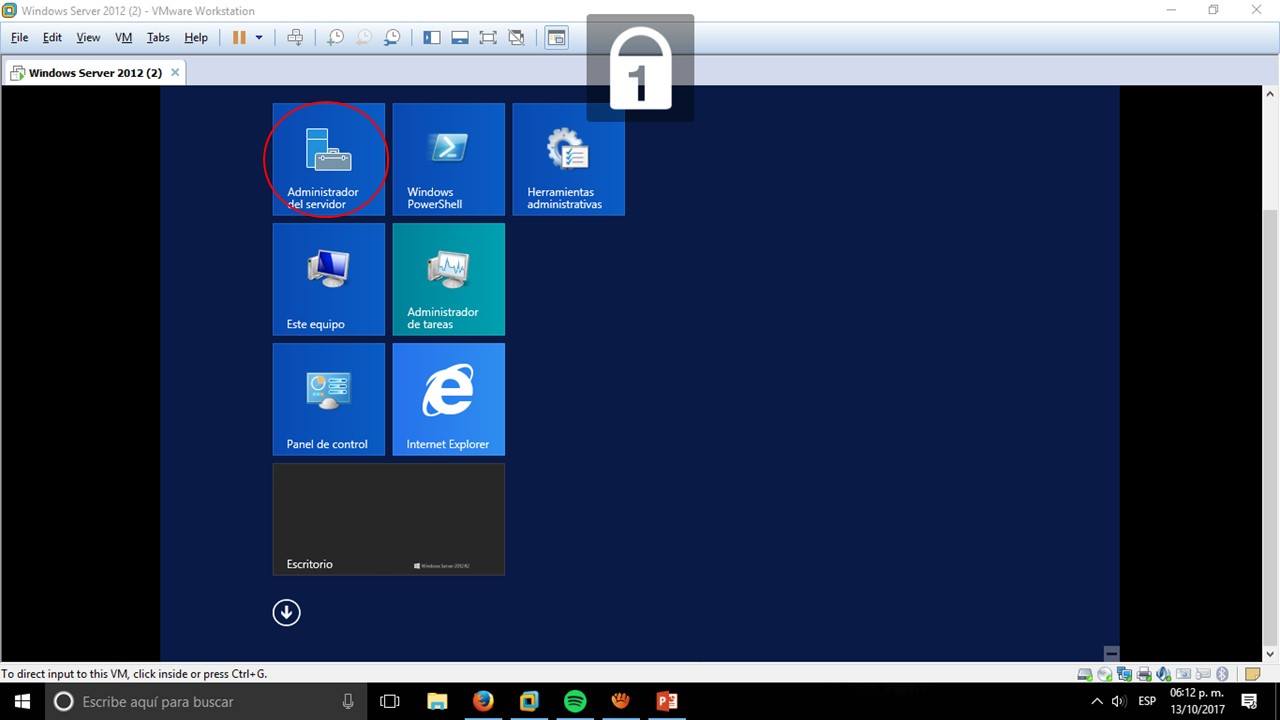 Windows Server 2012 (2) - VMware Workstation
File Edit View VM Tabs Help
1
Windows Server 2012 (2)
Administrador
del servidor
Windows
PowerShell
Herramientas
administrativas
Este equipo
Administrador
de tareas
Panel de control
Internet Explorer
Escritorio
Windows Server 2012 R2
To direct input to this VM, click inside or press Ctrl+G.
Escribe aquí para buscar
ESP
06:12 p. m.
13/10/2017